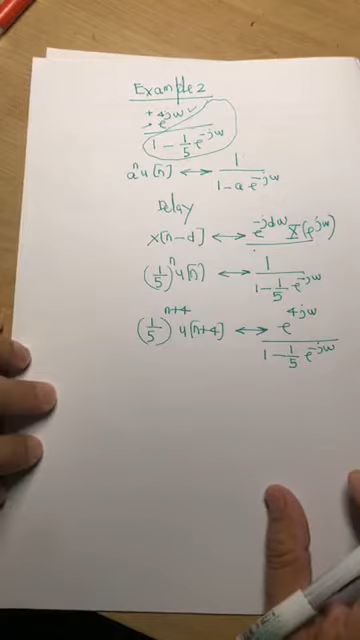 Example 2
+4jw ✓
→ e
1 - 1/5 e^-jw
a^n u[n] ↔ 1 / (1 - a e^-jw)
Delay
x[n-d] ↔ e^-jdw X(e^jw)
(1/5)^n u[n] ↔ 1 / (1 - 1/5 e^-jw)
(1/5)^n+4 u[n+4] ↔ e^4jw / (1 - 1/5 e^-jw)